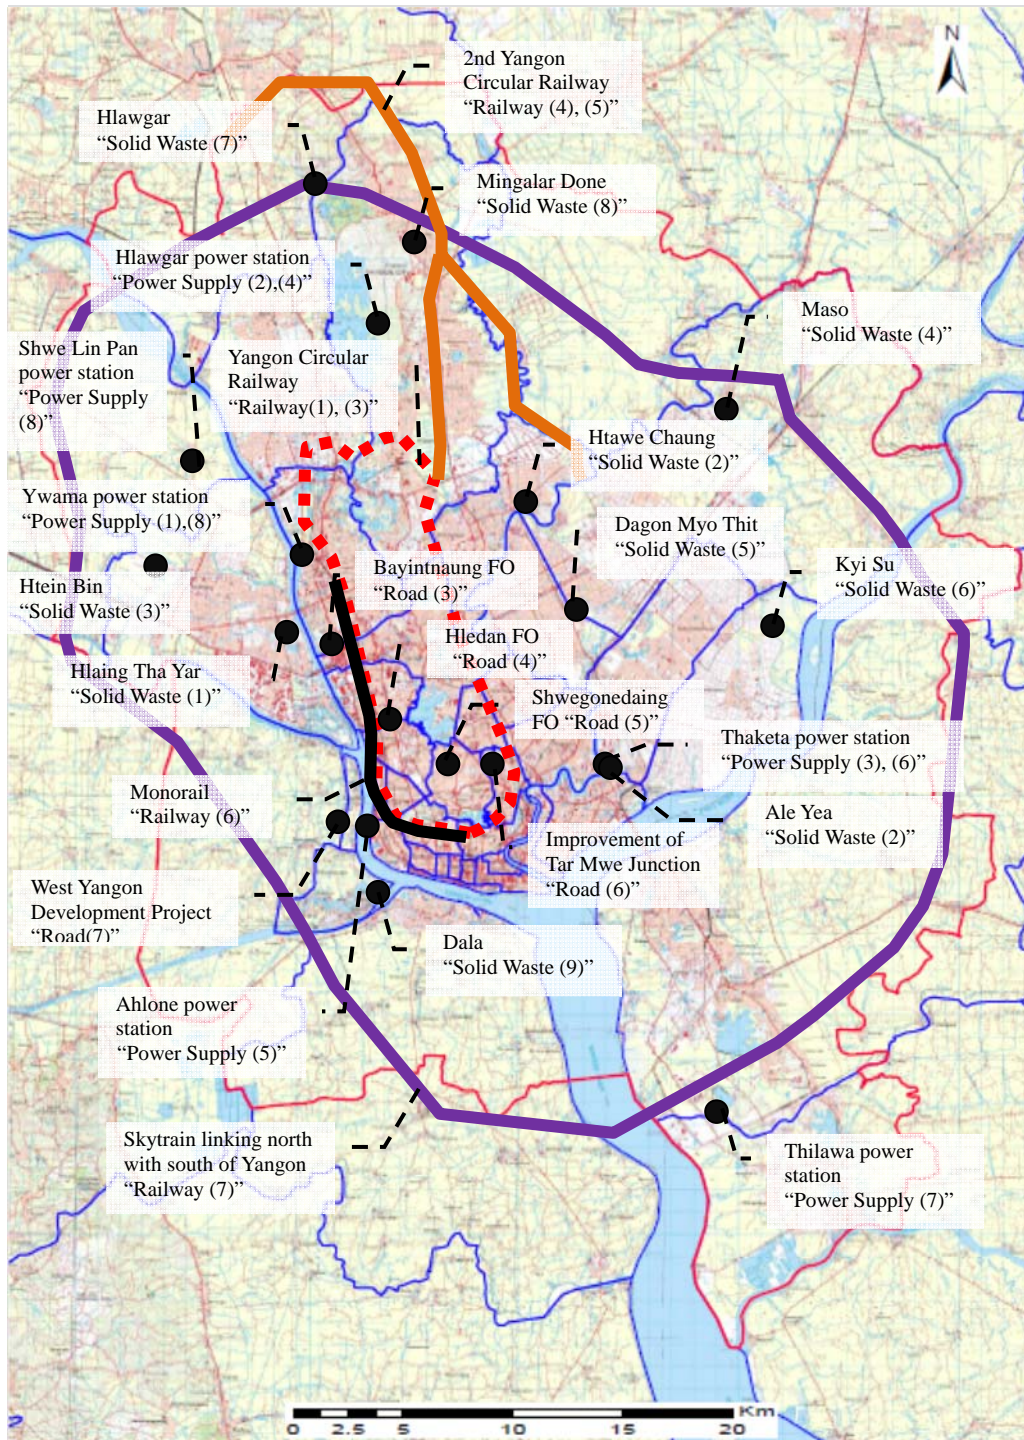 N
2nd Yangon
Circular Railway
“Railway (4), (5)”
Hlawgar
“Solid Waste (7)”
Mingalar Done
“Solid Waste (8)”
Hlawgar power station
“Power Supply (2),(4)”
Maso
“Solid Waste (4)”
Shwe Lin Pan
power station
“Power Supply
(8)”
Yangon Circular
Railway
“Railway(1), (3)”
Htawe Chaung
“Solid Waste (2)”
Ywama power station
“Power Supply (1),(8)”
Dagon Myo Thit
“Solid Waste (5)”
Bayintnaung FO
“Road (3)”
Kyi Su
“Solid Waste (6)”
Htein Bin
“Solid Waste (3)”
Hledan FO
“Road (4)”
Hlaing Tha Yar
“Solid Waste (1)”
Shwegonedaing
FO “Road (5)”
Thaketa power station
“Power Supply (3), (6)”
Monorail
“Railway (6)”
Ale Yea
“Solid Waste (2)”
Improvement of
Tar Mwe Junction
“Road (6)”
West Yangon
Development Project
“Road(7)”
Dala
“Solid Waste (9)”
Ahlone power
station
“Power Supply (5)”
Skytrain linking north
with south of Yangon
“Railway (7)”
Thilawa power
station
“Power Supply (7)”
Km
0 2.5 5 10 15 20